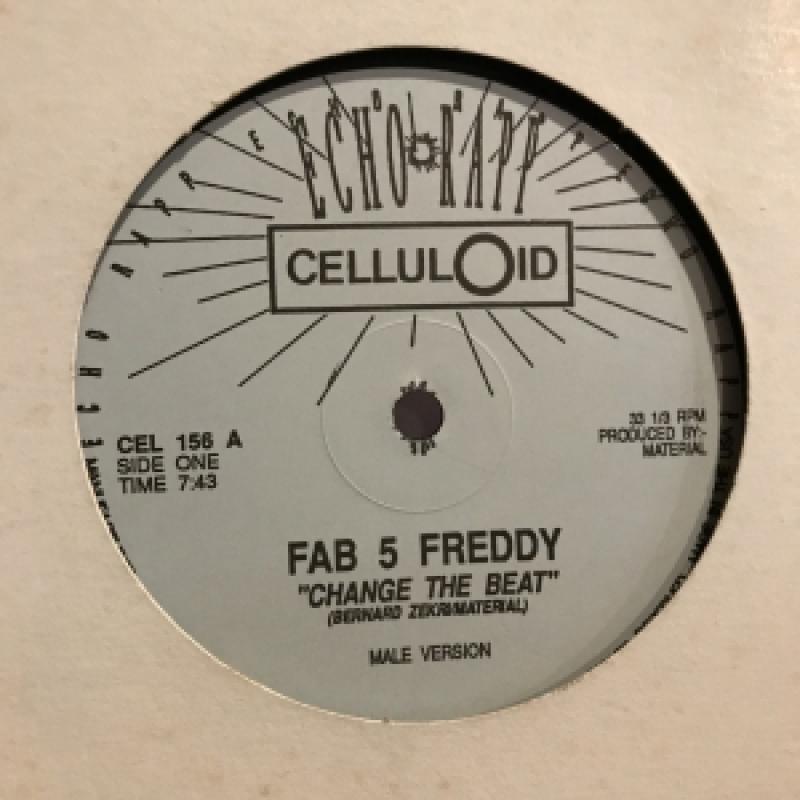 ECHO RAPP
CELLULOID
CEL 156 A
SIDE ONE
TIME 7:43
33 1/3 RPM
PRODUCED BY:-
MATERIAL
FAB 5 FREDDY
"CHANGE THE BEAT"
(BERNARD ZEKRI/MATERIAL)
MALE VERSION